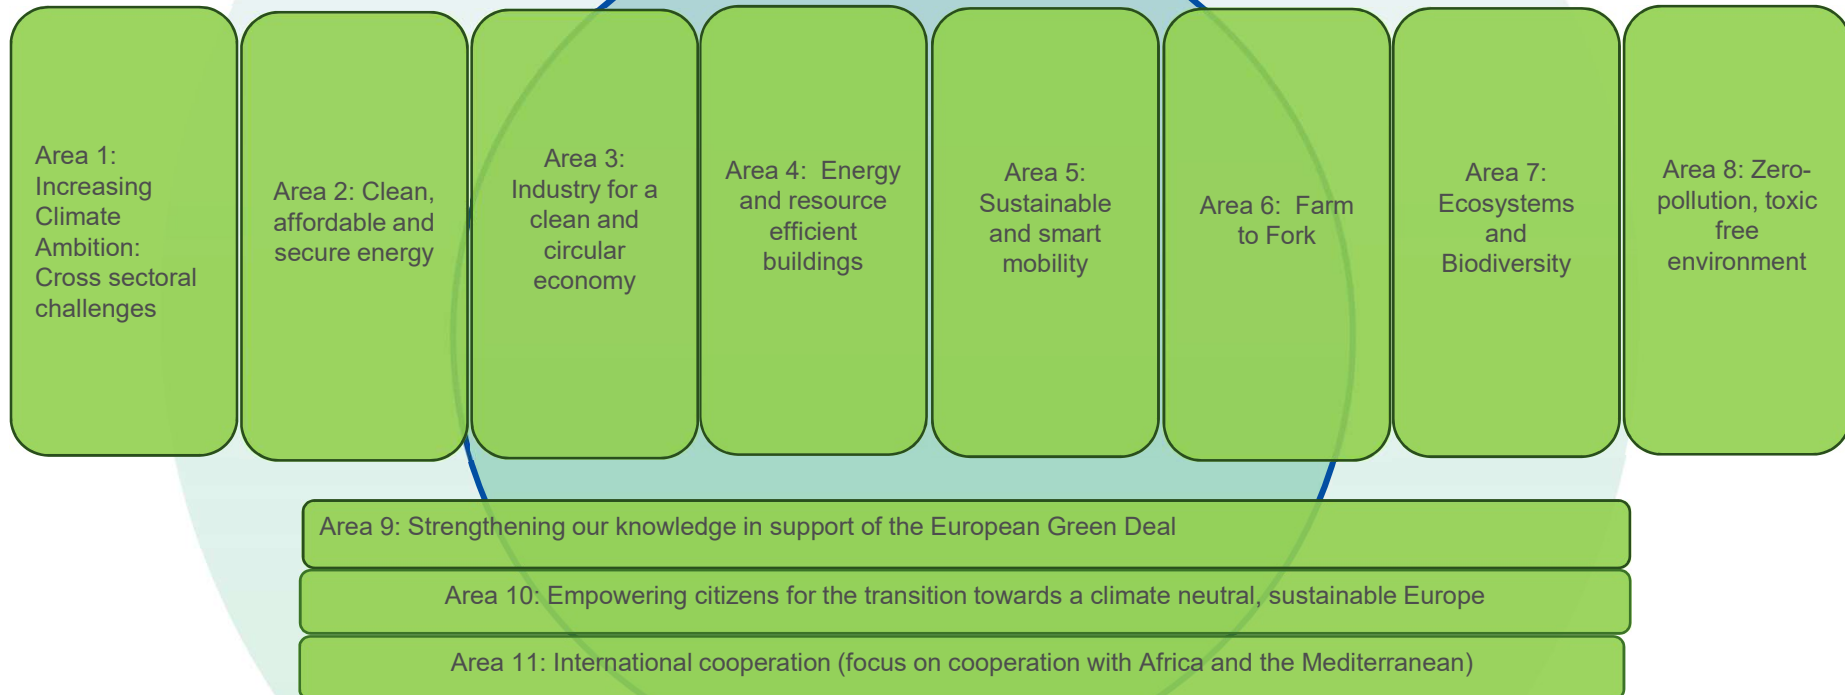 Area 1:
Increasing
Climate
Ambition:
Cross sectoral
challenges
Area 2: Clean,
affordable and
secure energy
Area 3:
Industry for a
clean and
circular
economy
Area 4:  Energy
and resource
efficient
buildings
Area 5:
Sustainable
and smart
mobility
Area 6:  Farm
to Fork
Area 7:
Ecosystems
and
Biodiversity
Area 8: Zero-
pollution, toxic
free
environment
Area 9: Strengthening our knowledge in support of the European Green Deal
Area 10: Empowering citizens for the transition towards a climate neutral, sustainable Europe
Area 11: International cooperation (focus on cooperation with Africa and the Mediterranean)